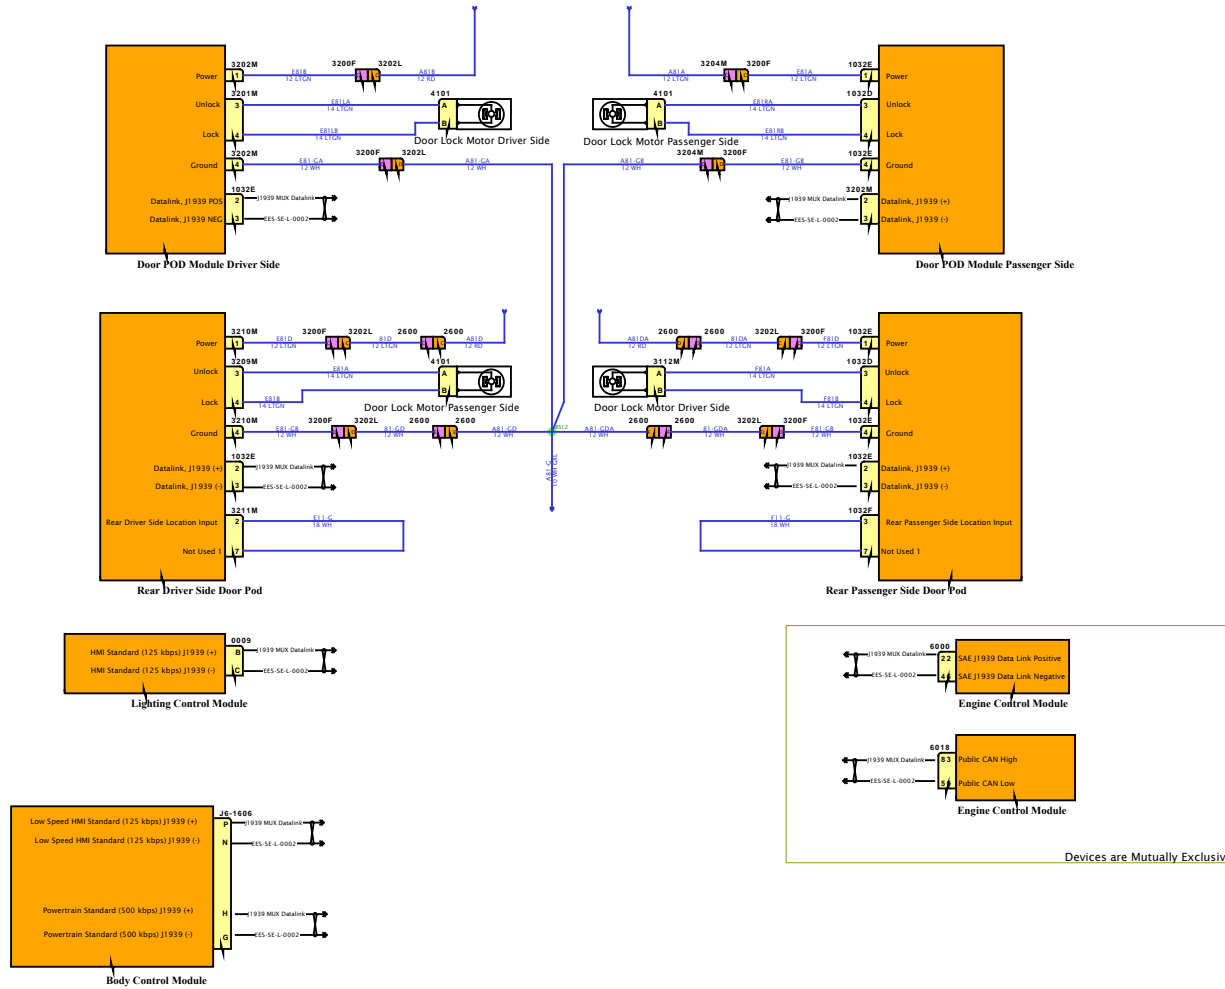 3202M
3200F 3202L
Power 1 E81B 12 LTGN C C A81B 12 RD
3201M
Unlock 3 E81LA 14 LTGN
4101
A
B
Lock 4 E81LB 14 LTGN
Door Lock Motor Driver Side
3202M
3200F 3202L
Ground 4 E81-GA 12 WH A81-GA 12 WH
1032E
Datalink, J1939 POS 2 J1939 MUX Datalink
Datalink, J1939 NEG 3 EES-SE-L-0002
Door POD Module Driver Side
3204M 3200F
1032E
A81A 12 LTGN E81A 12 LTGN 1 Power
1032D
4101
A
B
E81RA 14 LTGN 3 Unlock
E81RB 14 LTGN 4 Lock
Door Lock Motor Passenger Side
3204M 3200F
1032E
A81-GB 12 WH E81-GB 12 WH 4 Ground
3202M
J1939 MUX Datalink 2 Datalink, J1939 (+)
EES-SE-L-0002 3 Datalink, J1939 (-)
Door POD Module Passenger Side
3210M
3200F 3202L 2600 2600
Power 1 E81D 12 LTGN 81D 12 LTGN A81D 12 RD
3209M
Unlock 3 E81A 14 LTGN
4101
A
B
Lock 4 E81B 14 LTGN
Door Lock Motor Passenger Side
3210M
3200F 3202L 2600 2600
Ground 4 E81-GB 12 WH 81-GD 12 WH A81-GD 12 WH
A81-G
10 WH GXL
1032E
Datalink, J1939 (+) 2 J1939 MUX Datalink
Datalink, J1939 (-) 3 EES-SE-L-0002
3211M
Rear Driver Side Location Input 2 E11-G 18 WH
Not Used 1 7
Rear Driver Side Door Pod
2600 2600 3202L 3200F
1032E
A81DA 12 RD 81DA 12 LTGN F81D 12 LTGN 1 Power
1032D
3112M
A
B
F81A 14 LTGN 3 Unlock
F81B 14 LTGN 4 Lock
Door Lock Motor Driver Side
2600 2600 3202L 3200F
1032E
A81-GDA 12 WH 81-GDA 12 WH F81-GB 12 WH 4 Ground
1032E
J1939 MUX Datalink 2 Datalink, J1939 (+)
EES-SE-L-0002 3 Datalink, J1939 (-)
1032F
F11-G 18 WH 3 Rear Passenger Side Location Input
7 Not Used 1
Rear Passenger Side Door Pod
0009
HMI Standard (125 kbps) J1939 (+) B J1939 MUX Datalink
HMI Standard (125 kbps) J1939 (-) C EES-SE-L-0002
Lighting Control Module
6000
J1939 MUX Datalink 22 SAE J1939 Data Link Positive
EES-SE-L-0002 SAE J1939 Data Link Negative
Engine Control Module
6018
J1939 MUX Datalink 83 Public CAN High
EES-SE-L-0002 Public CAN Low
Engine Control Module
Devices are Mutually Exclusiv
J6-1606
Low Speed HMI Standard (125 kbps) J1939 (+) P J1939 MUX Datalink
Low Speed HMI Standard (125 kbps) J1939 (-) N EES-SE-L-0002
Powertrain Standard (500 kbps) J1939 (+) H J1939 MUX Datalink
Powertrain Standard (500 kbps) J1939 (-) G EES-SE-L-0002
Body Control Module